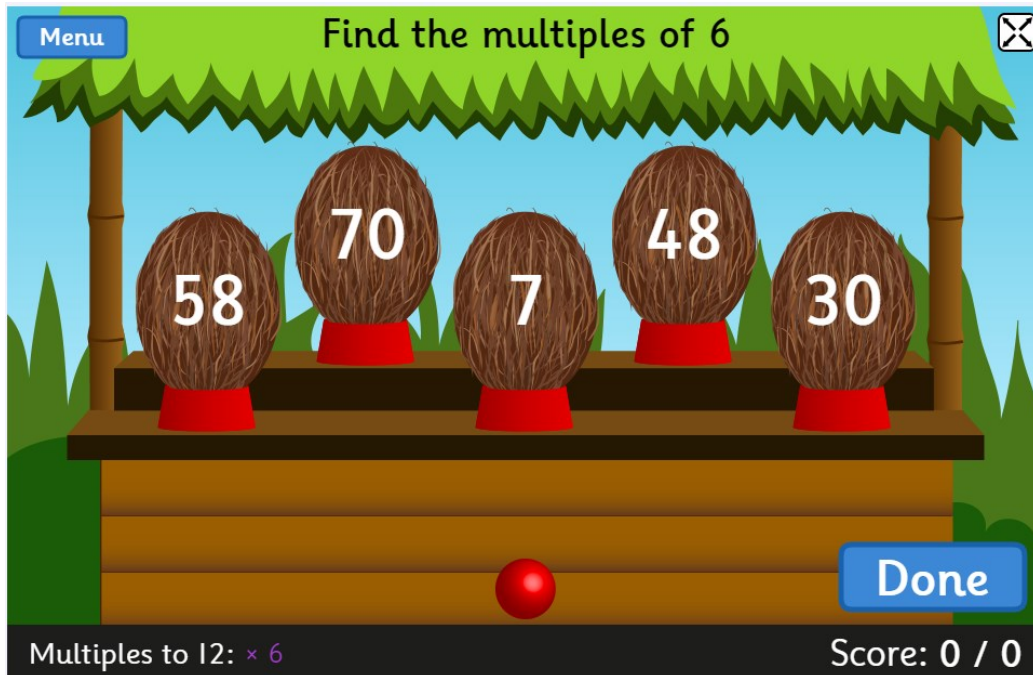 Menu
Find the multiples of 6
70
48
58
7
30
Done
Multiples to 12: × 6
Score: 0 / 0